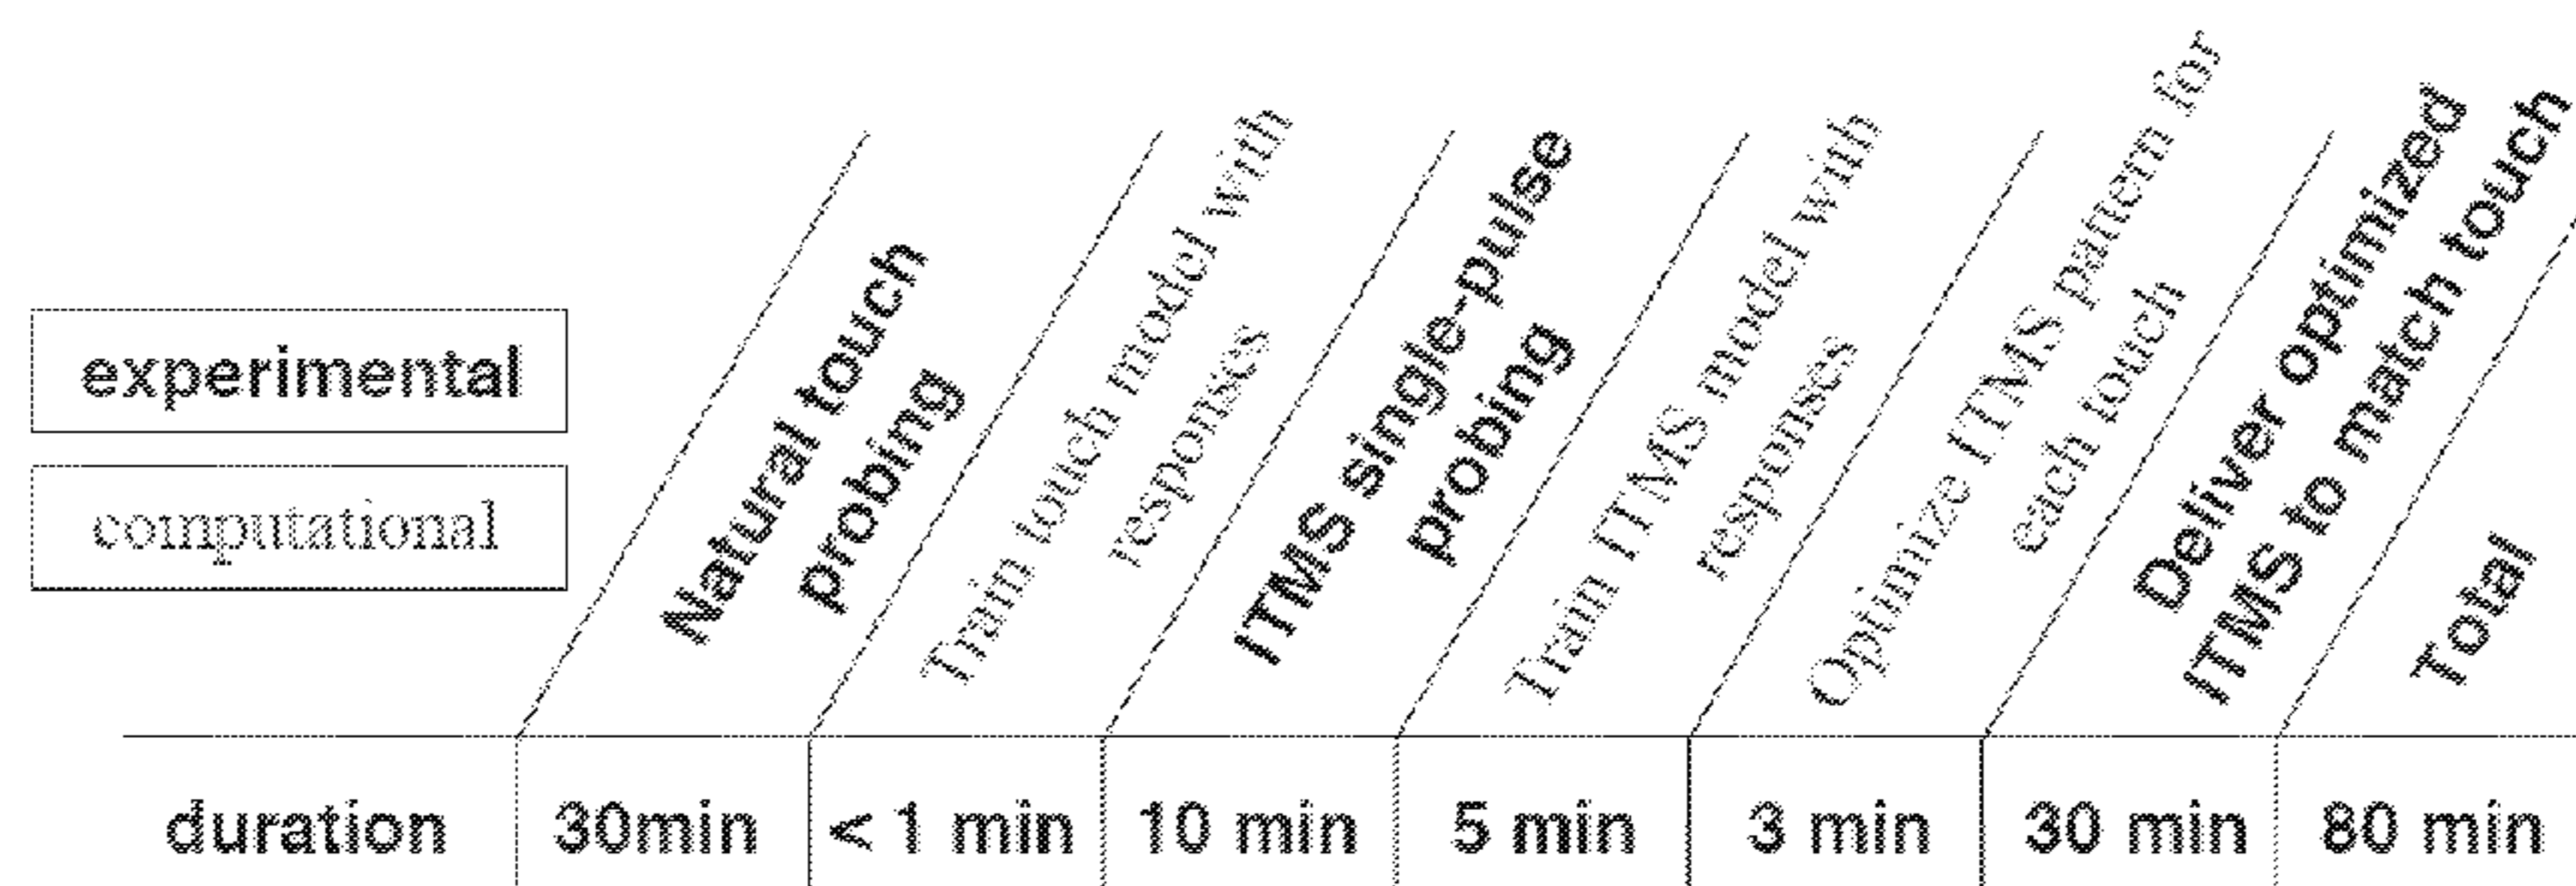 experimental
computational
Natural touch
probing
Train touch model with
responses
ITMS single-pulse
probing
Train ITMS model with
responses
Optimize ITMS pattern for
each touch
Deliver optimized
ITMS to match touch
Total
duration 30min < 1 min 10 min 5 min 3 min 30 min 80 min